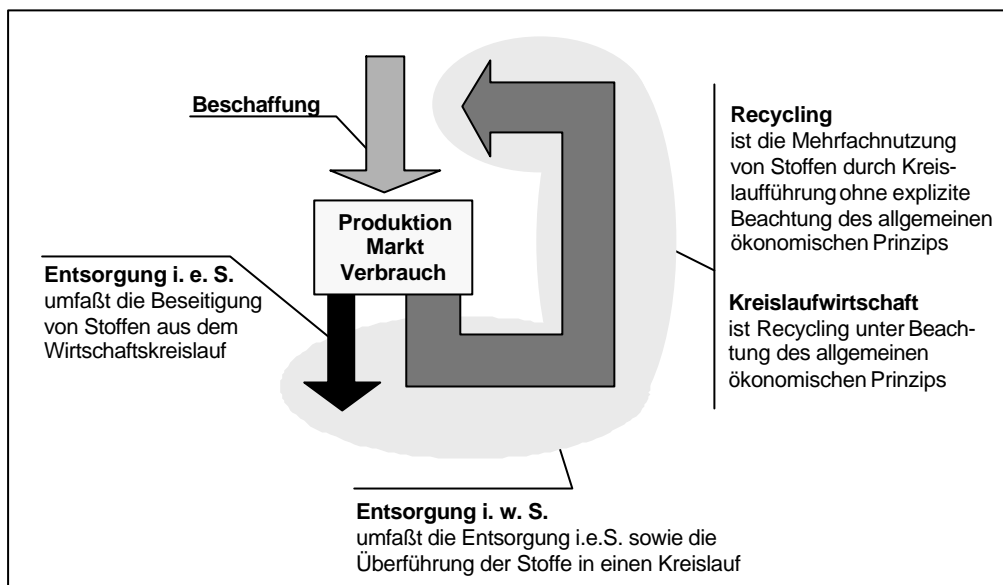 Beschaffung
Produktion
Markt
Verbrauch
Entsorgung i. e. S.
umfaßt die Beseitigung
von Stoffen aus dem
Wirtschaftskreislauf
Recycling
ist die Mehrfachnutzung
von Stoffen durch Kreis-
laufführung ohne explizite
Beachtung des allgemeinen
ökonomischen Prinzips
Kreislaufwirtschaft
ist Recycling unter Beach-
tung des allgemeinen
ökonomischen Prinzips
Entsorgung i. w. S.
umfaßt die Entsorgung i.e.S. sowie die
Überführung der Stoffe in einen Kreislauf